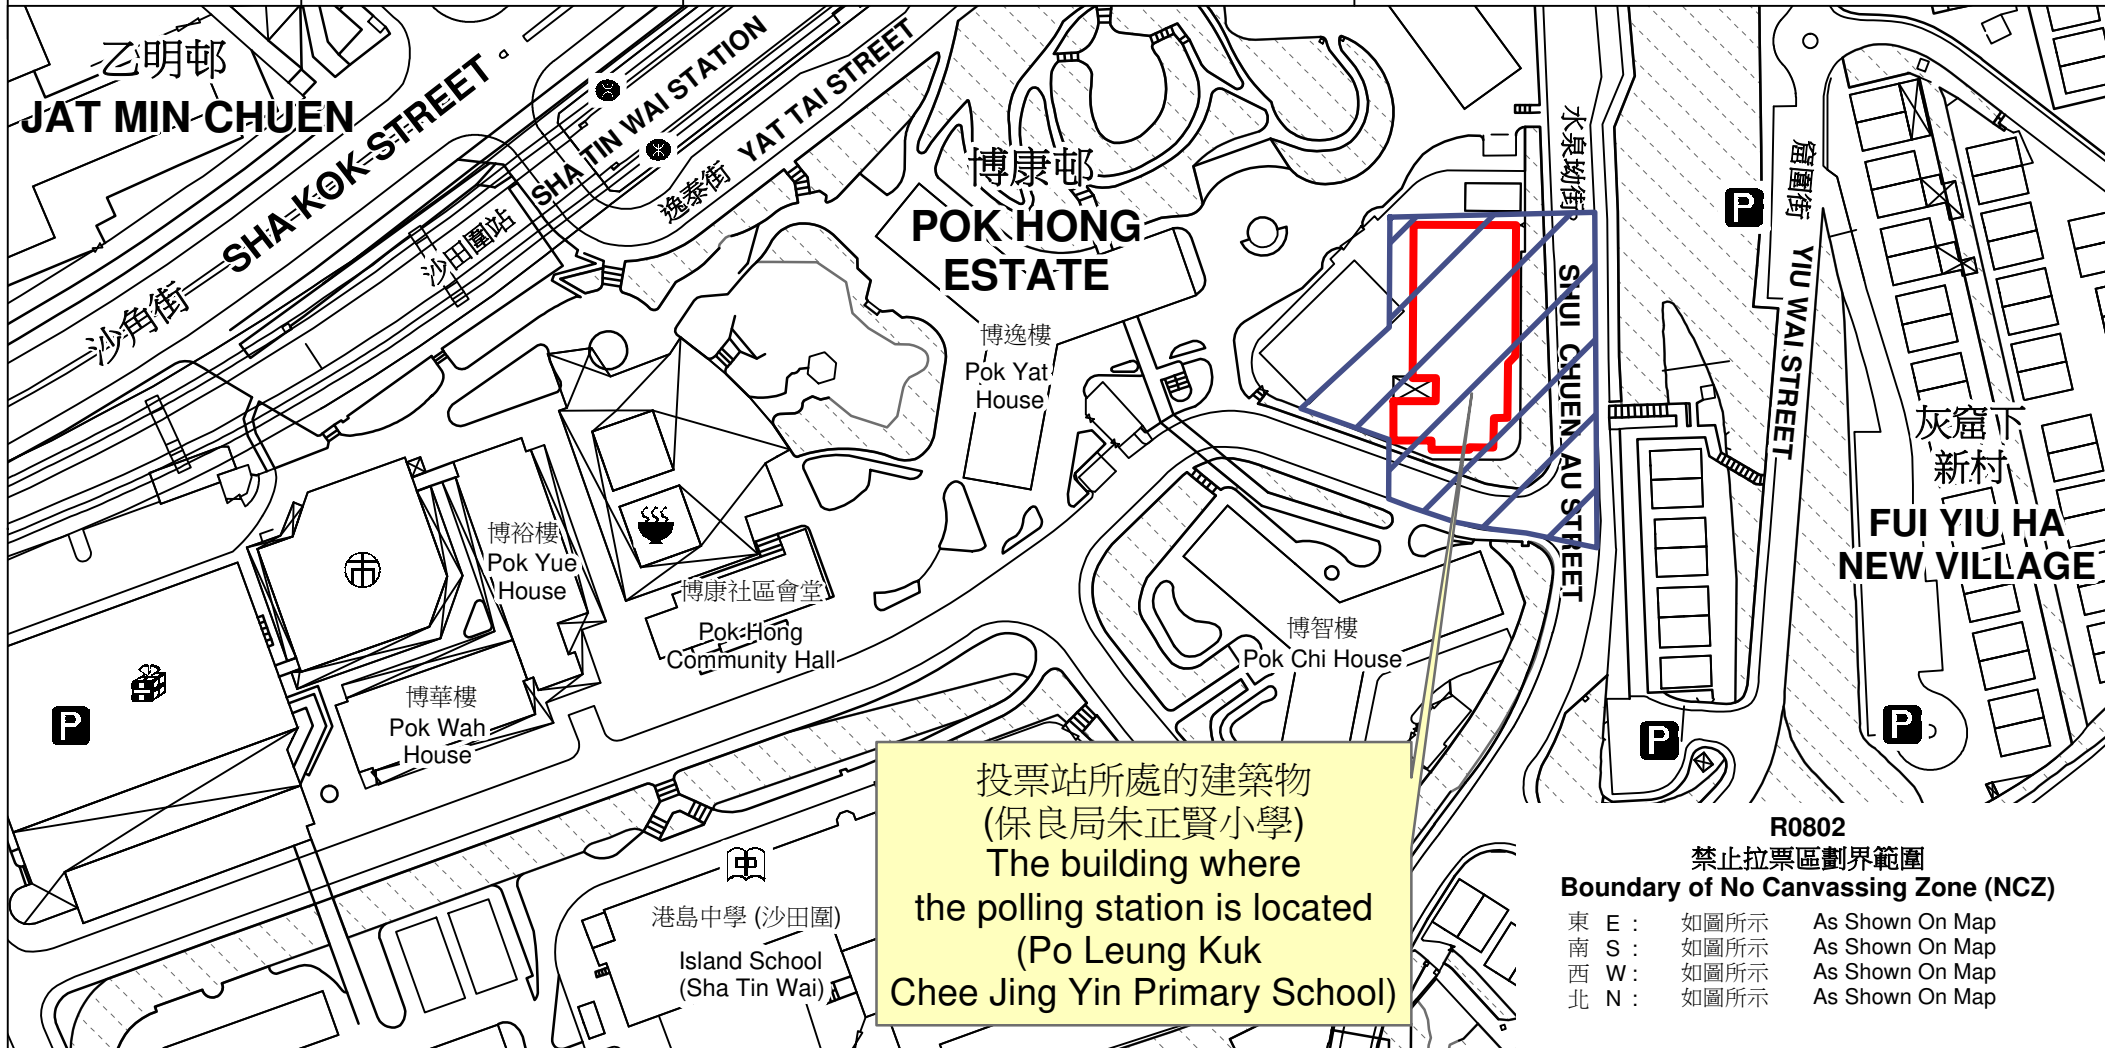 乙明邨
JAT MIN CHUEN
沙角街
SHA KOK STREET
沙田圍站
SHA TIN WAI STATION
逸泰街
YAT TAI STREET
博康邨
POK HONG
ESTATE
博逸樓
Pok Yat
House
水泉坳街
SHUI CHUEN AU STREET
P
窩圍街
YIU WAI STREET
灰窰下
新村
FUI YIU HA
NEW VILLAGE
博裕樓
Pok Yue
House
博康社區會堂
Pok Hong
Community Hall
博華樓
Pok Wah
House
P
博智樓
Pok Chi House
P
P
港島中學 (沙田圍)
Island School
(Sha Tin Wai)
投票站所處的建築物
(保良局朱正賢小學)
The building where
the polling station is located
(Po Leung Kuk
Chee Jing Yin Primary School)
R0802
禁止拉票區劃界範圍
Boundary of No Canvassing Zone (NCZ)
東 E : 如圖所示 As Shown On Map
南 S : 如圖所示 As Shown On Map
西 W : 如圖所示 As Shown On Map
北 N : 如圖所示 As Shown On Map